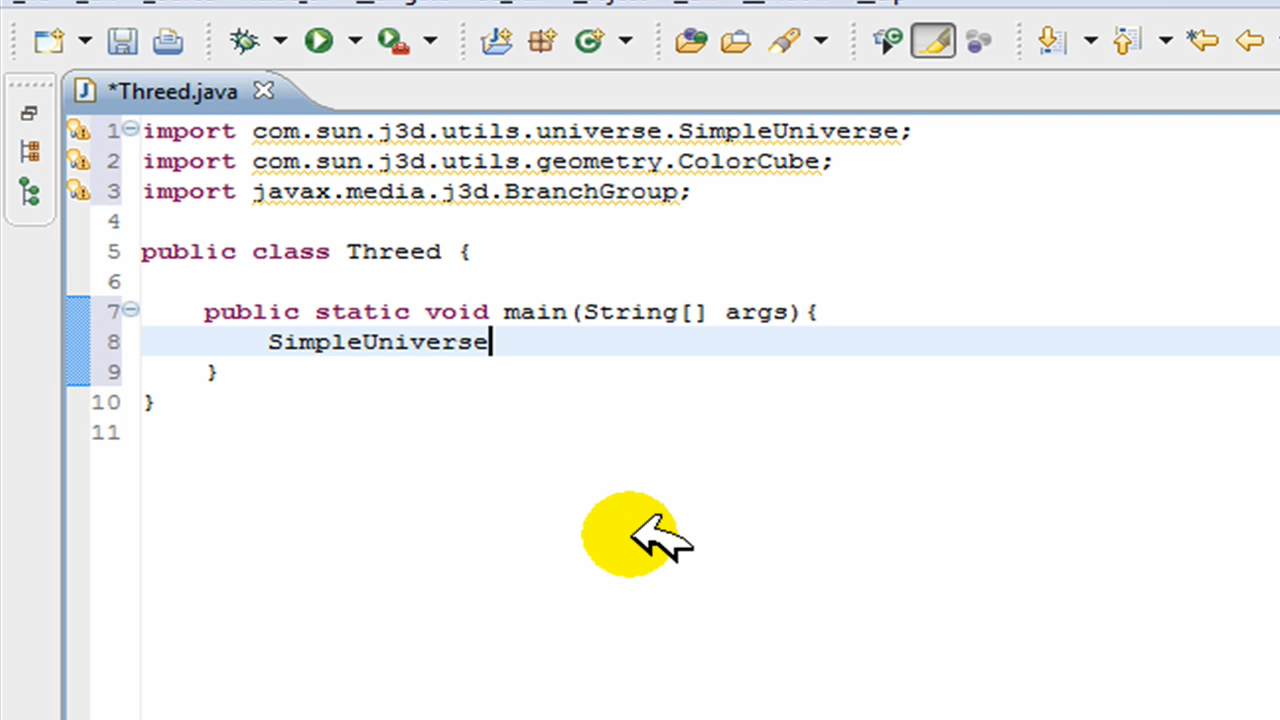 *Threed.java
1 import com.sun.j3d.utils.universe.SimpleUniverse;
2 import com.sun.j3d.utils.geometry.ColorCube;
3 import javax.media.j3d.BranchGroup;
4
5 public class Threed {
6
7 public static void main(String[] args){
8 SimpleUniverse
9 }
10 }
11